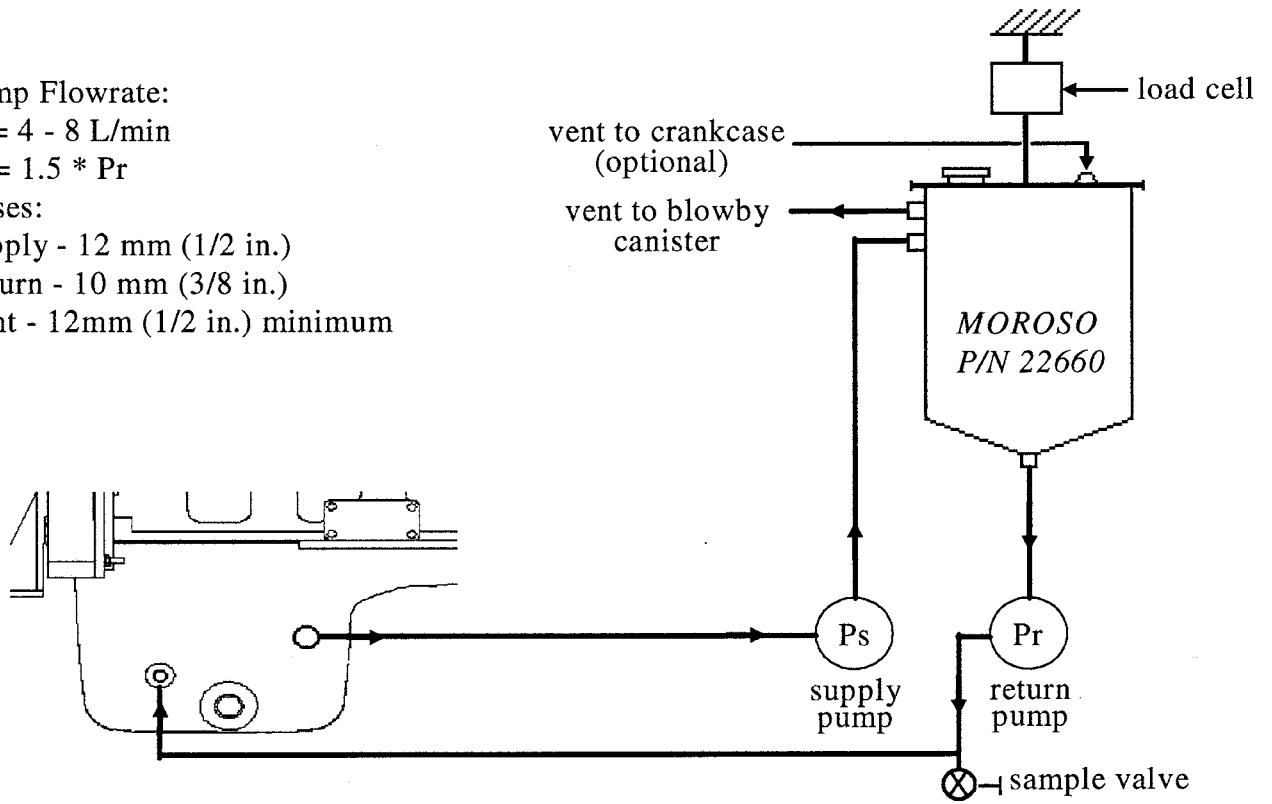 mp Flowrate:
= 4 - 8 L/min
= 1.5 * Pr
ses:
pply - 12 mm (1/2 in.)
urn - 10 mm (3/8 in.)
nt - 12mm (1/2 in.) minimum
load cell
vent to crankcase
(optional)
vent to blowby
canister
MOROSO
P/N 22660
Ps
Pr
supply
pump
return
pump
sample valve